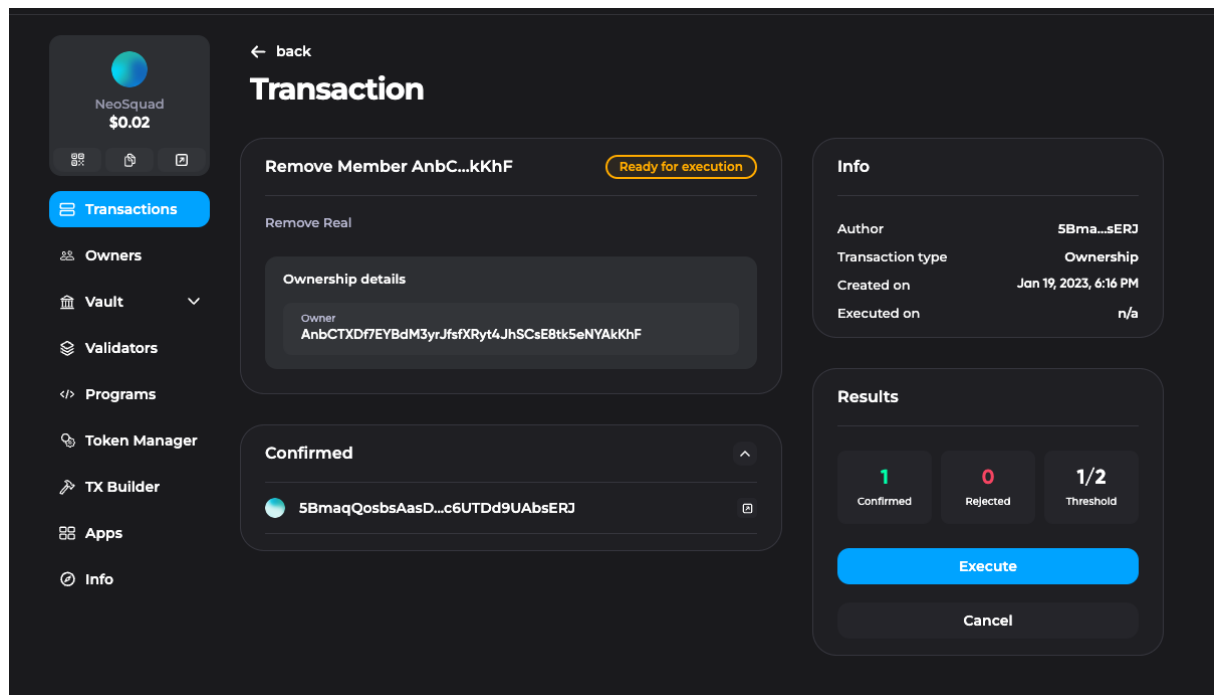 NeoSquad
$0.02
Transactions
Owners
Vault
Validators
Programs
Token Manager
TX Builder
Apps
Info
back
Transaction
Remove Member AnbC...kKhF
Ready for execution
Remove Real
Ownership details
Owner
AnbCTXDf7EYBdM3yrJfsfXRyt4JhSCsE8tk5eNYAkKhF
Confirmed
5BmaqQosbsAasD...c6UTDd9UAbsERJ
Info
Author 5Bma...sERJ
Transaction type Ownership
Created on Jan 19, 2023, 6:16 PM
Executed on n/a
Results
1 0 1/2
Confirmed Rejected Threshold
Execute
Cancel